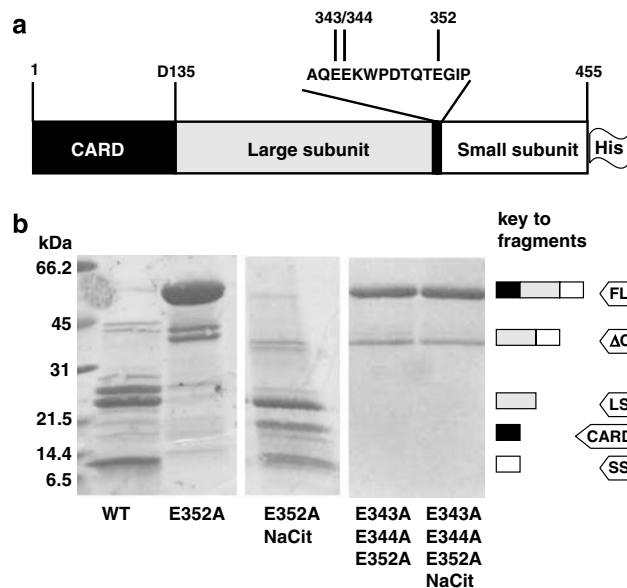 a
343/344 352
1 D135 AQEEKWPDTQTEGIP 455
CARD Large subunit Small subunit His
b
kDa
key to
fragments
66.2
FL
45
ΔC
31
LS
21.5
CARD
14.4
SS
6.5
WT E352A E352A E343A E343A
NaCit E344A E344A
E352A E352A
NaCit